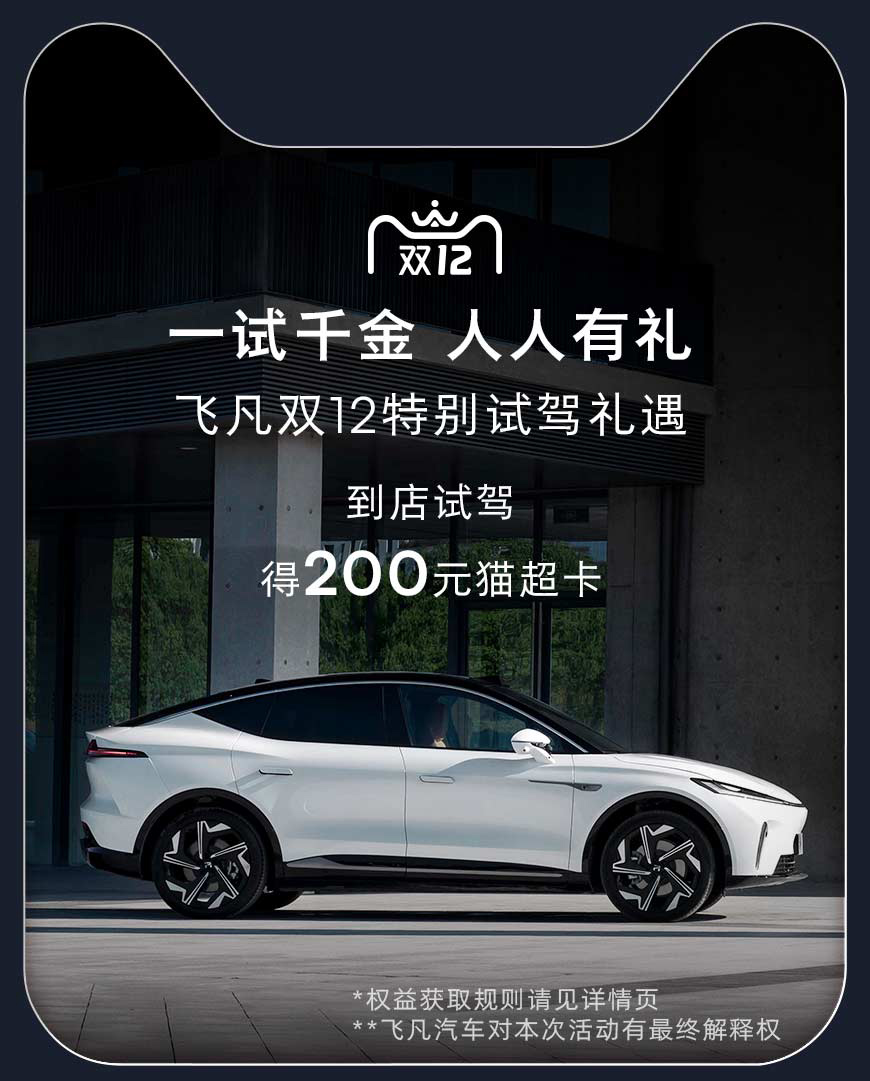 双12
一试千金 人人有礼
飞凡双12特别试驾礼遇
到店试驾
得200元猫超卡
*权益获取规则请见详情页
**飞凡汽车对本次活动有最终解释权